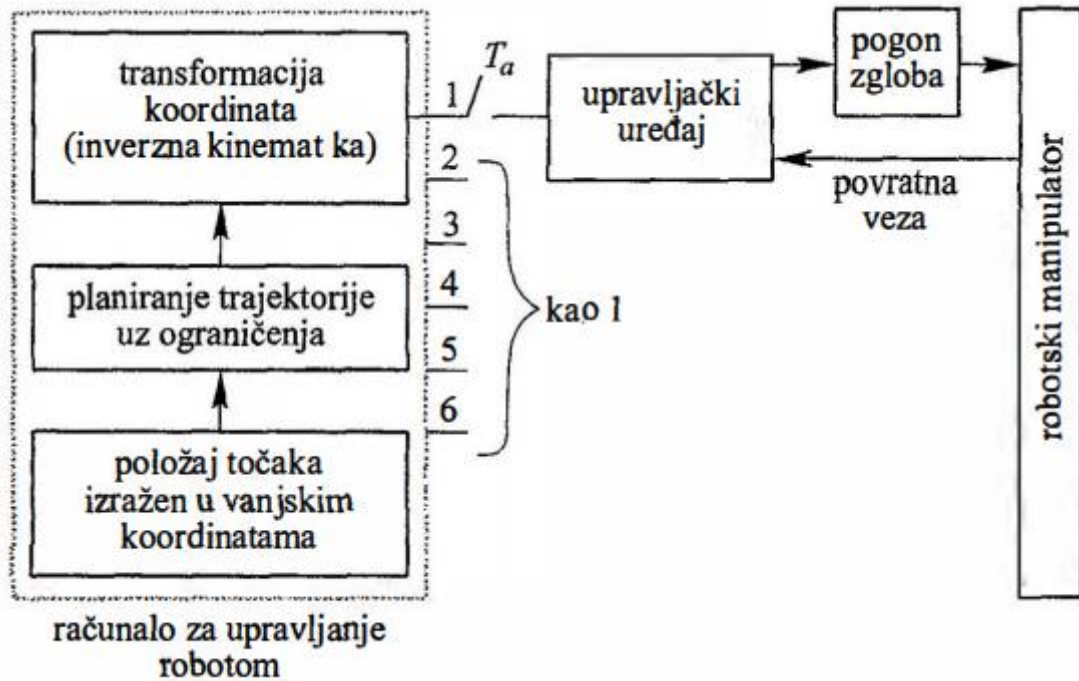 transformacija
koordinata
(inverzna kinemat ka)
planiranje trajektorije
uz ograničenja
položaj točaka
izražen u vanjskim
koordinatama
računalo za upravljanje
robotom
1
2
3
4
5
6
T_a
kao 1
upravljački
uređaj
pogon
zgloba
povratna
veza
robotski manipulator